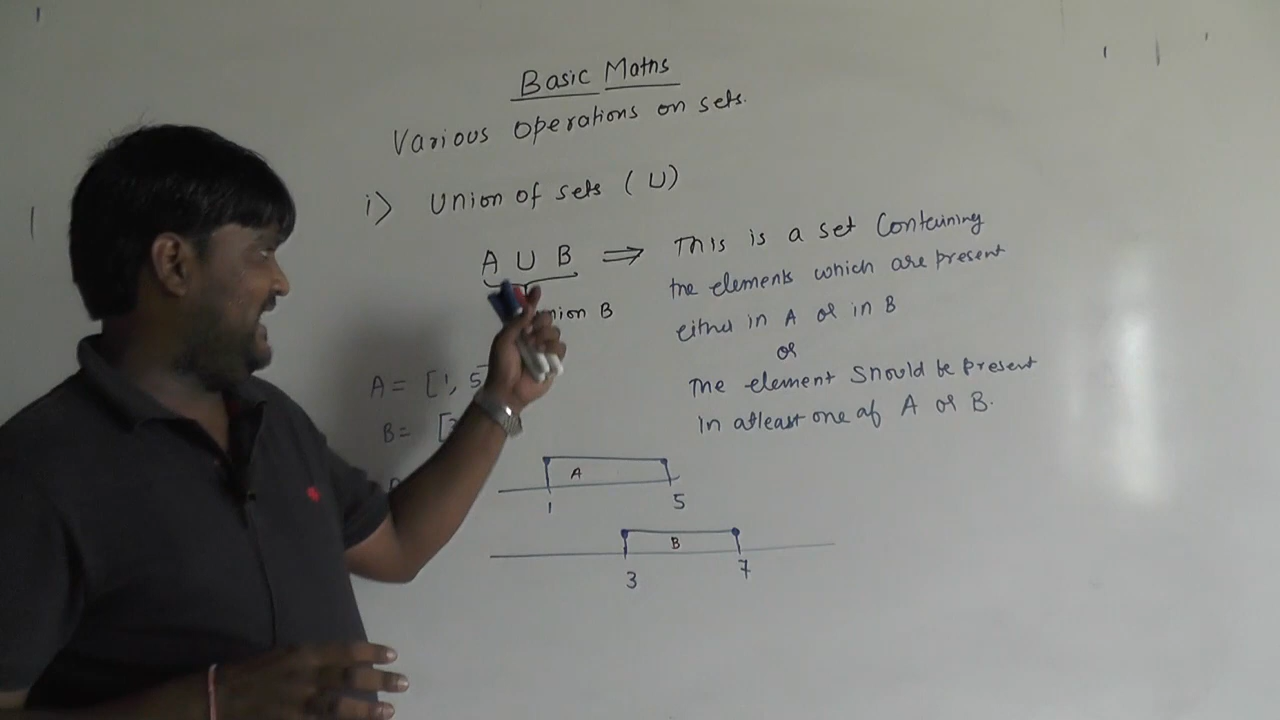 Basic Maths
Various operations on sets.
i> Union of sets (U)
A U B ⇒ This is a set Containing
the elements which are present
either in A or in B
or
The element should be present
in atleast one of A or B.
nion B
A = [1, 5
B = [3
A
1 5
B
3 7